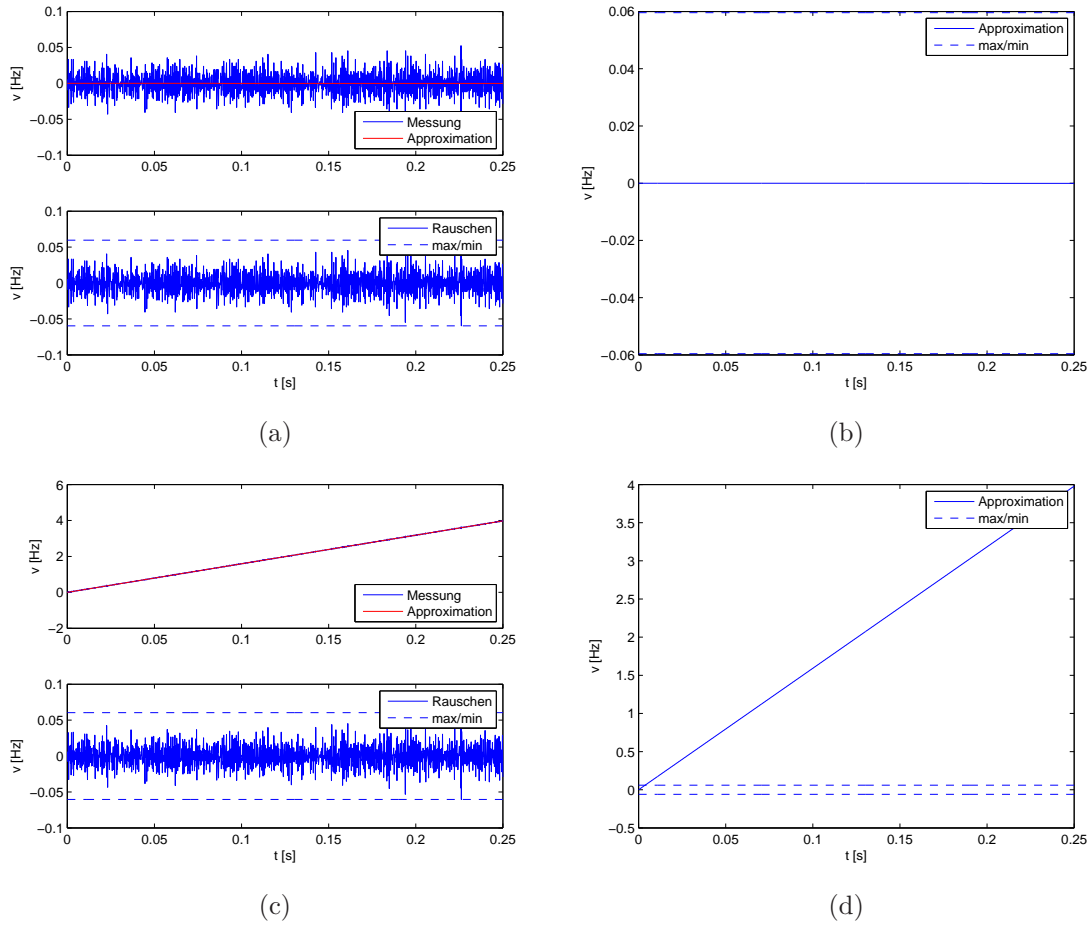 0.1
0.05
0
−0.05
−0.1
v [Hz]
Messung
Approximation
0 0.05 0.1 0.15 0.2 0.25
0.1
0.05
0
−0.05
−0.1
v [Hz]
Rauschen
max/min
0 0.05 0.1 0.15 0.2 0.25
t [s]
(a)
0.06
0.04
0.02
0
−0.02
−0.04
−0.06
v [Hz]
Approximation
max/min
0 0.05 0.1 0.15 0.2 0.25
t [s]
(b)
6
4
2
0
−2
v [Hz]
Messung
Approximation
0 0.05 0.1 0.15 0.2 0.25
0.1
0.05
0
−0.05
−0.1
v [Hz]
Rauschen
max/min
0 0.05 0.1 0.15 0.2 0.25
t [s]
(c)
4
3.5
3
2.5
2
1.5
1
0.5
0
−0.5
v [Hz]
Approximation
max/min
0 0.05 0.1 0.15 0.2 0.25
t [s]
(d)